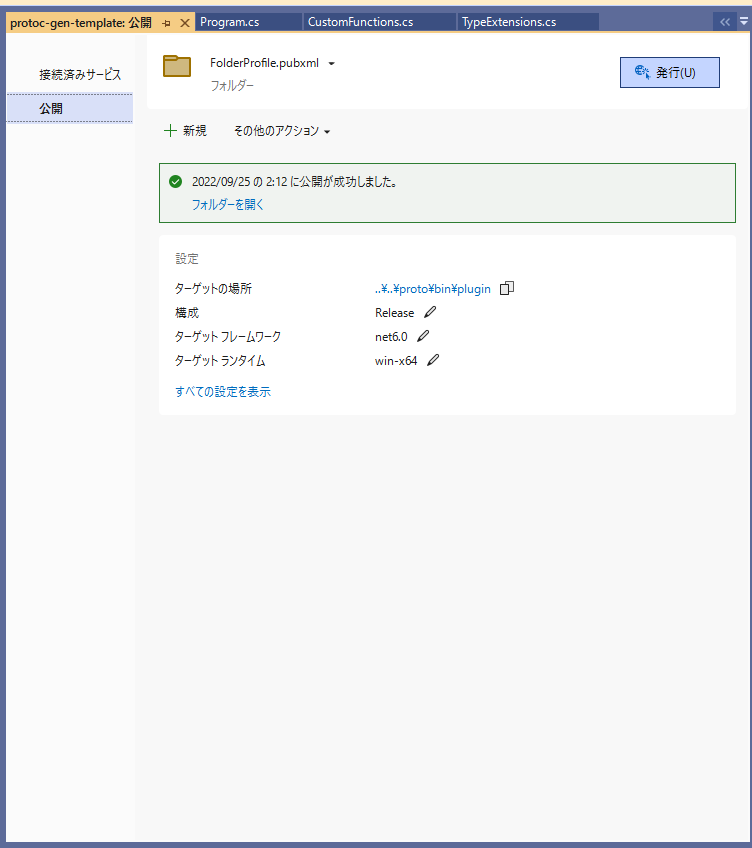 protoc-gen-template: 公開
Program.cs
CustomFunctions.cs
TypeExtensions.cs
接続済みサービス
公開
FolderProfile.pubxml
フォルダー
発行(U)
新規
その他のアクション
2022/09/25 の 2:12 に公開が成功しました。
フォルダーを開く
設定
ターゲットの場所
..¥..¥proto¥bin¥plugin
構成
Release
ターゲット フレームワーク
net6.0
ターゲット ランタイム
win-x64
すべての設定を表示